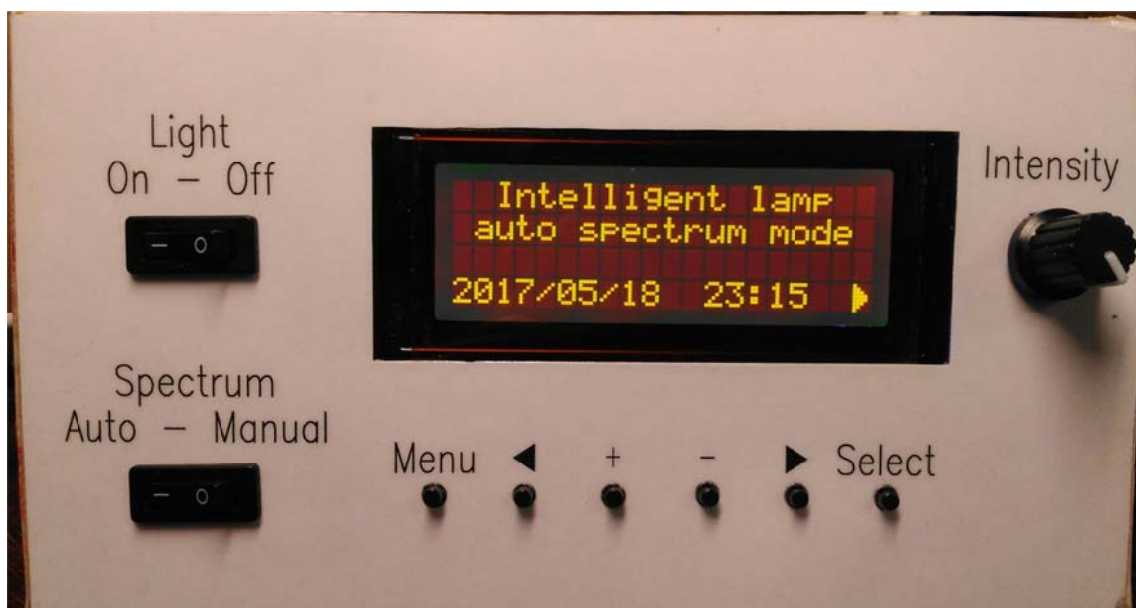 Light
On – Off
Intelligent lamp
auto spectrum mode
2017/05/18 23:15 ▶
Intensity
Spectrum
Auto – Manual
Menu ◀ + – ▶ Select